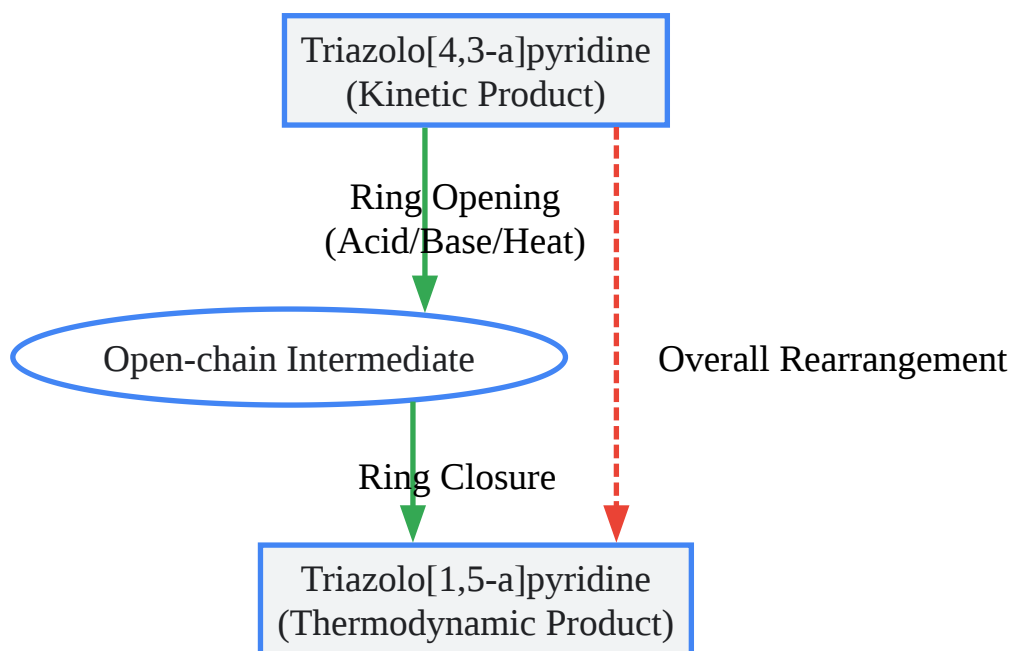 Triazolo[4,3-a]pyridine
(Kinetic Product)
Ring Opening
(Acid/Base/Heat)
Open-chain Intermediate
Overall Rearrangement
Ring Closure
Triazolo[1,5-a]pyridine
(Thermodynamic Product)